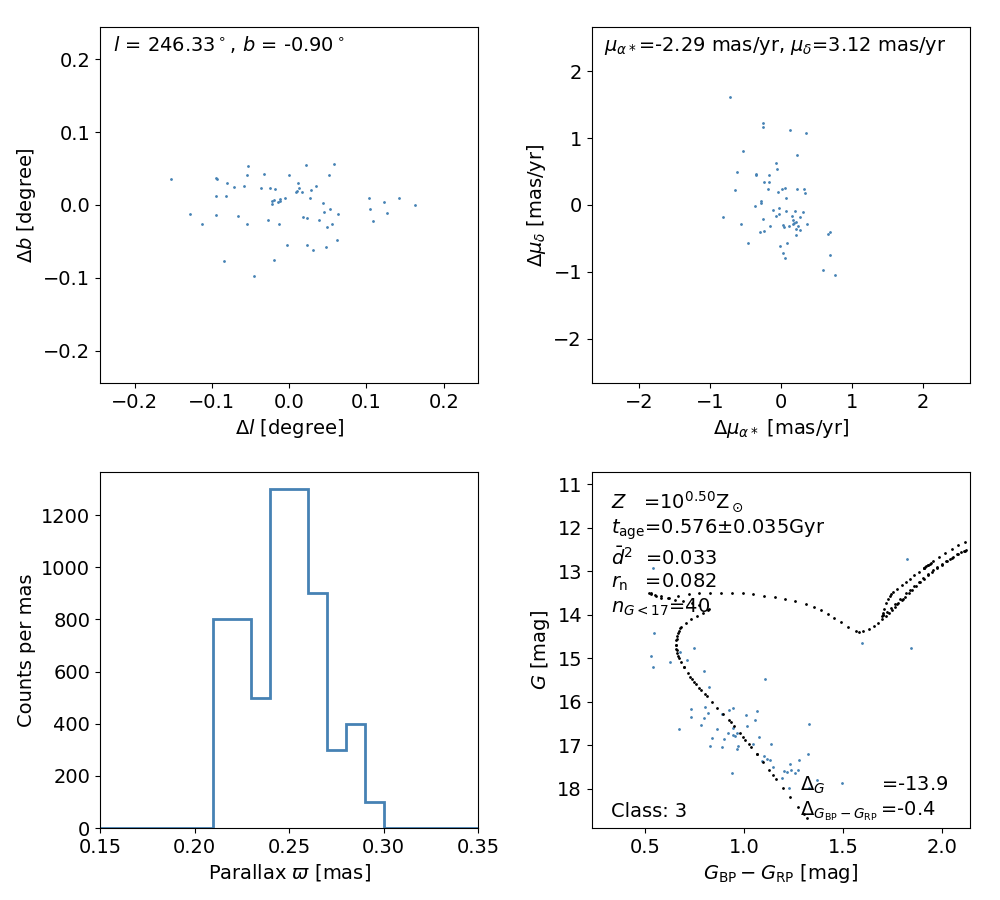 l = 246.33°, b = -0.90°
0.2
0.1
0.0
−0.1
−0.2
Δb [degree]
−0.2 −0.1 0.0 0.1 0.2
Δl [degree]
μα*=-2.29 mas/yr, μδ=3.12 mas/yr
2
1
0
−1
−2
Δμδ [mas/yr]
−2 −1 0 1 2
Δμα* [mas/yr]
1200
1000
800
600
400
200
0
Counts per mas
0.15 0.20 0.25 0.30 0.35
Parallax ϖ [mas]
11
12
13
14
15
16
17
18
G [mag]
Z =10^0.50 Z⊙
t_age=0.576±0.035Gyr
d̄² =0.033
r_n =0.082
n_G<17=40
Δ_G =-13.9
Δ_GBP−GRP =-0.4
Class: 3
0.5 1.0 1.5 2.0
G_BP − G_RP [mag]